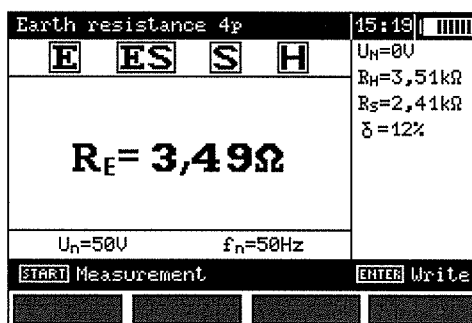 Earth resistance 4p
15:19
E ES S H
Uₙ=0V
Rₕ=3,51kΩ
Rₛ=2,41kΩ
δ=12%
Rₑ= 3,49Ω
Uₙ=50V fₙ=50Hz
START Measurement
ENTER Write